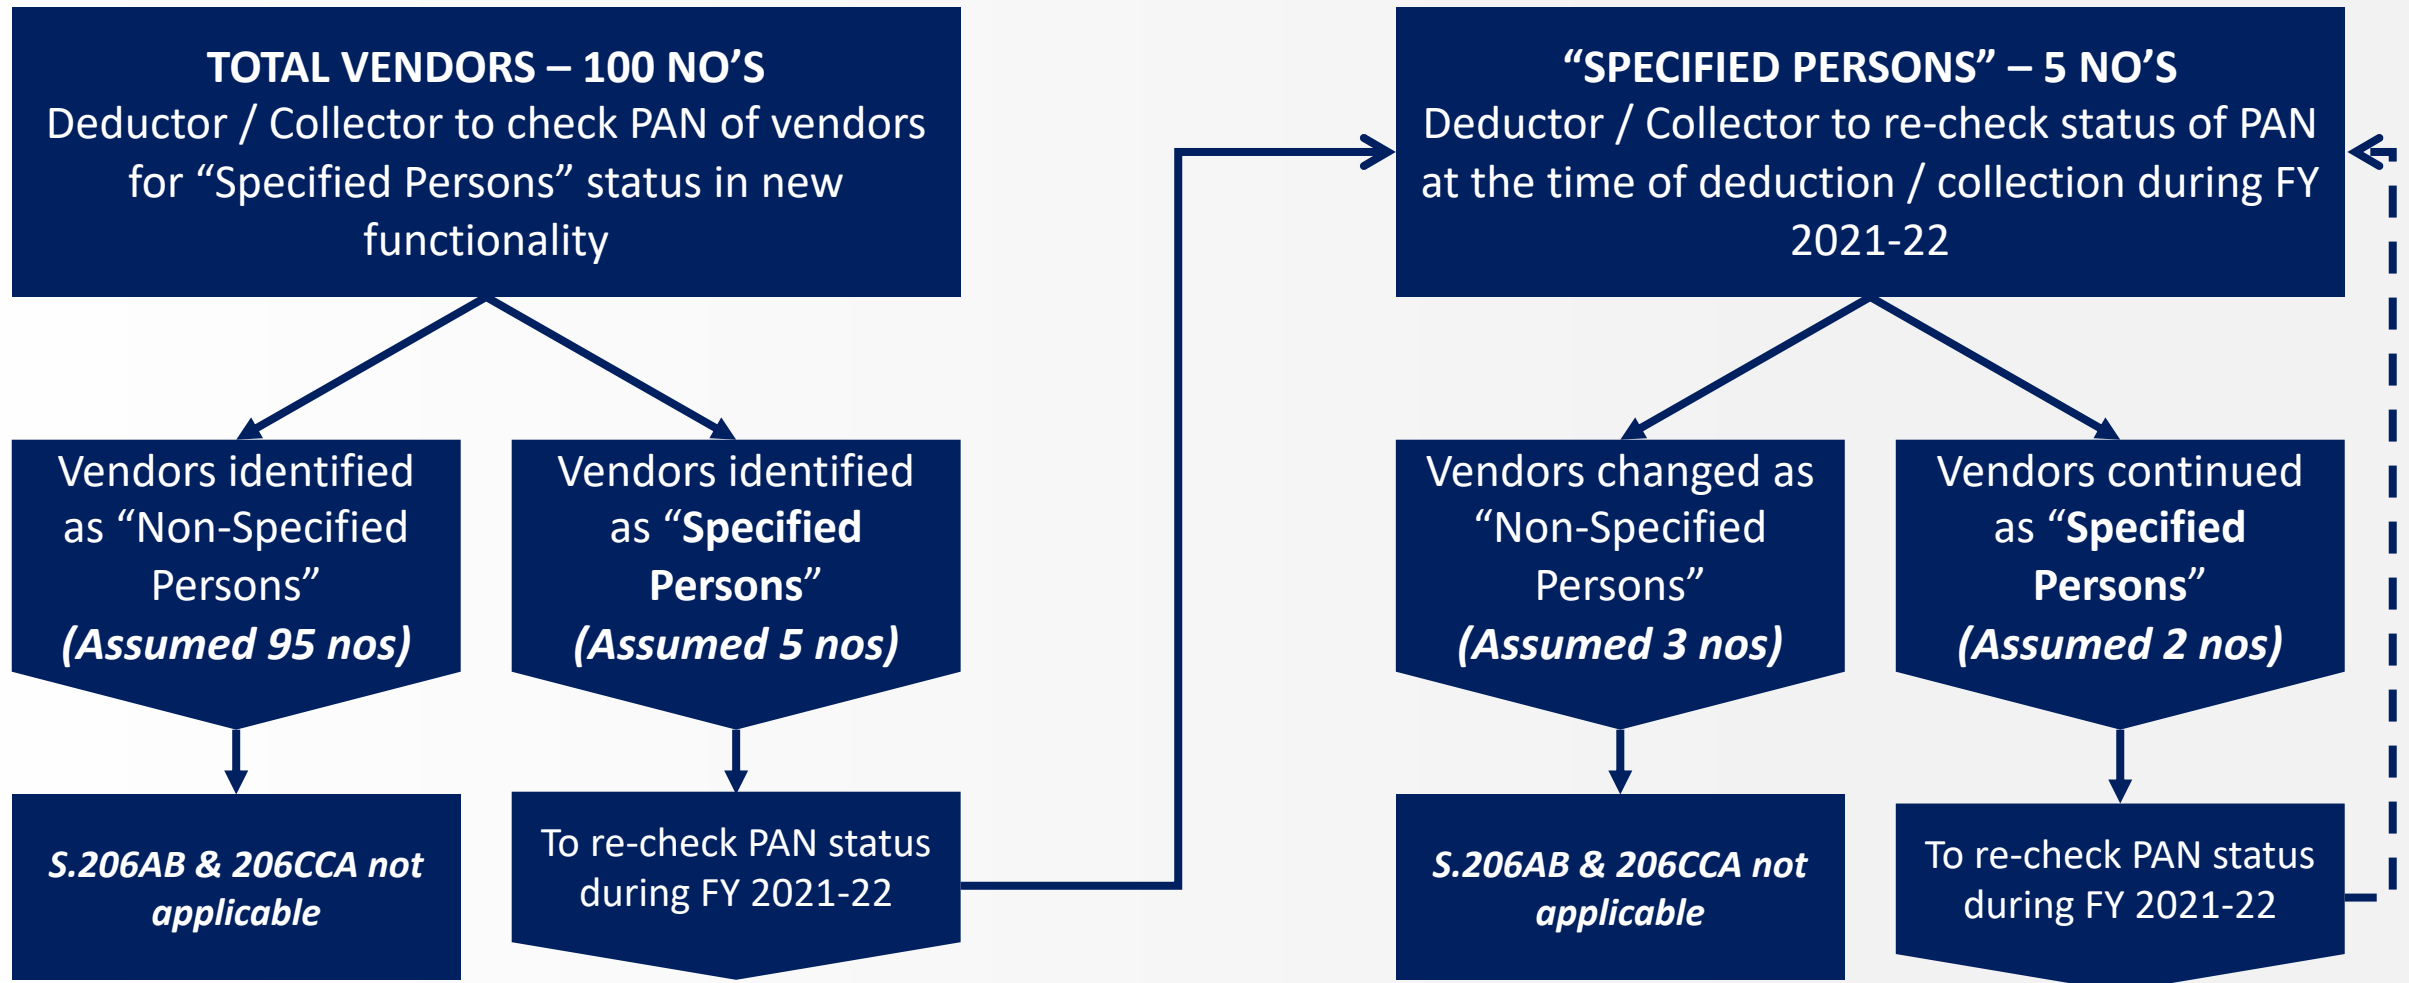 TOTAL VENDORS – 100 NO’S
Deductor / Collector to check PAN of vendors
for “Specified Persons” status in new
functionality
Vendors identified
as “Non-Specified
Persons”
(Assumed 95 nos)
Vendors identified
as “Specified
Persons”
(Assumed 5 nos)
S.206AB & 206CCA not
applicable
To re-check PAN status
during FY 2021-22
“SPECIFIED PERSONS” – 5 NO’S
Deductor / Collector to re-check status of PAN
at the time of deduction / collection during FY
2021-22
Vendors changed as
“Non-Specified
Persons”
(Assumed 3 nos)
Vendors continued
as “Specified
Persons”
(Assumed 2 nos)
S.206AB & 206CCA not
applicable
To re-check PAN status
during FY 2021-22